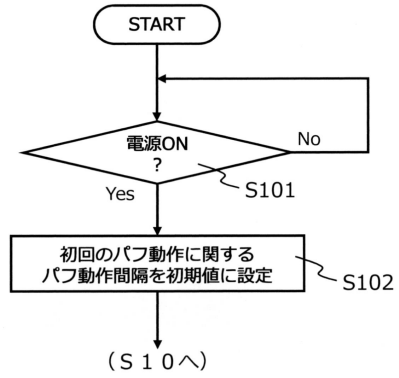 START
電源ON
?
No
S101
Yes
初回のパフ動作に関する
パフ動作間隔を初期値に設定
S102
(S10へ)